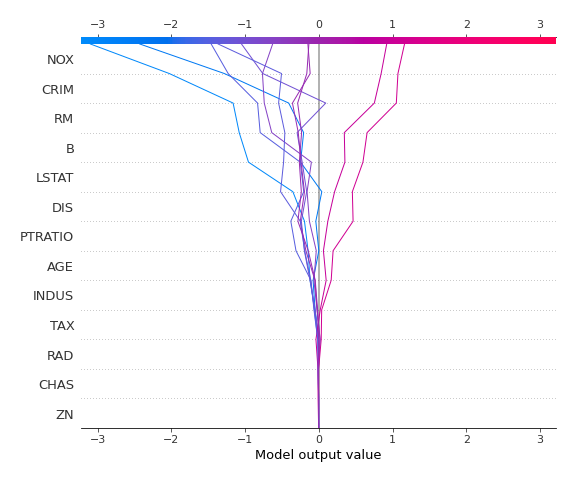 −3 −2 −1 0 1 2 3
NOX
CRIM
RM
B
LSTAT
DIS
PTRATIO
AGE
INDUS
TAX
RAD
CHAS
ZN
−3 −2 −1 0 1 2 3
Model output value